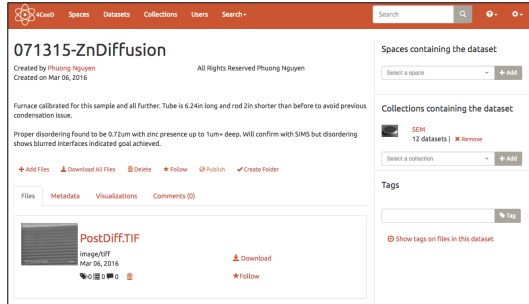 4CeeD Spaces Datasets Collections Users Search
Search
071315-ZnDiffusion
Created by Phuong Nguyen
Created on Mar 06, 2016
All Rights Reserved Phuong Nguyen
Furnace calibrated for this sample and all further. Tube is 6.24in long and rod 2in shorter than before to avoid previous
condensation issue.
Proper disordering found to be 0.72um with zinc presence up to 1um+ deep. Will confirm with SIMS but disordering
shows blurred interfaces indicated goal achieved.
+ Add Files Download All Files Delete Follow Publish Create Folder
Files Metadata Visualizations Comments (0)
PostDiff.TIF
image/tiff
Mar 06, 2016
0 0 0
Download
Follow
Spaces containing the dataset
Select a space + Add
Collections containing the dataset
SEM
12 datasets | Remove
Select a collection + Add
Tags
Tag
Show tags on files in this dataset